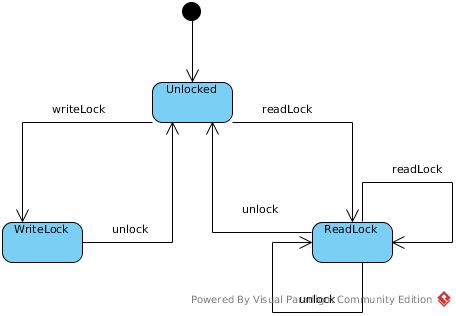 Unlocked
writeLock
readLock
readLock
unlock
unlock
WriteLock
ReadLock
Powered By Visual Paradigm Community Edition
unlock